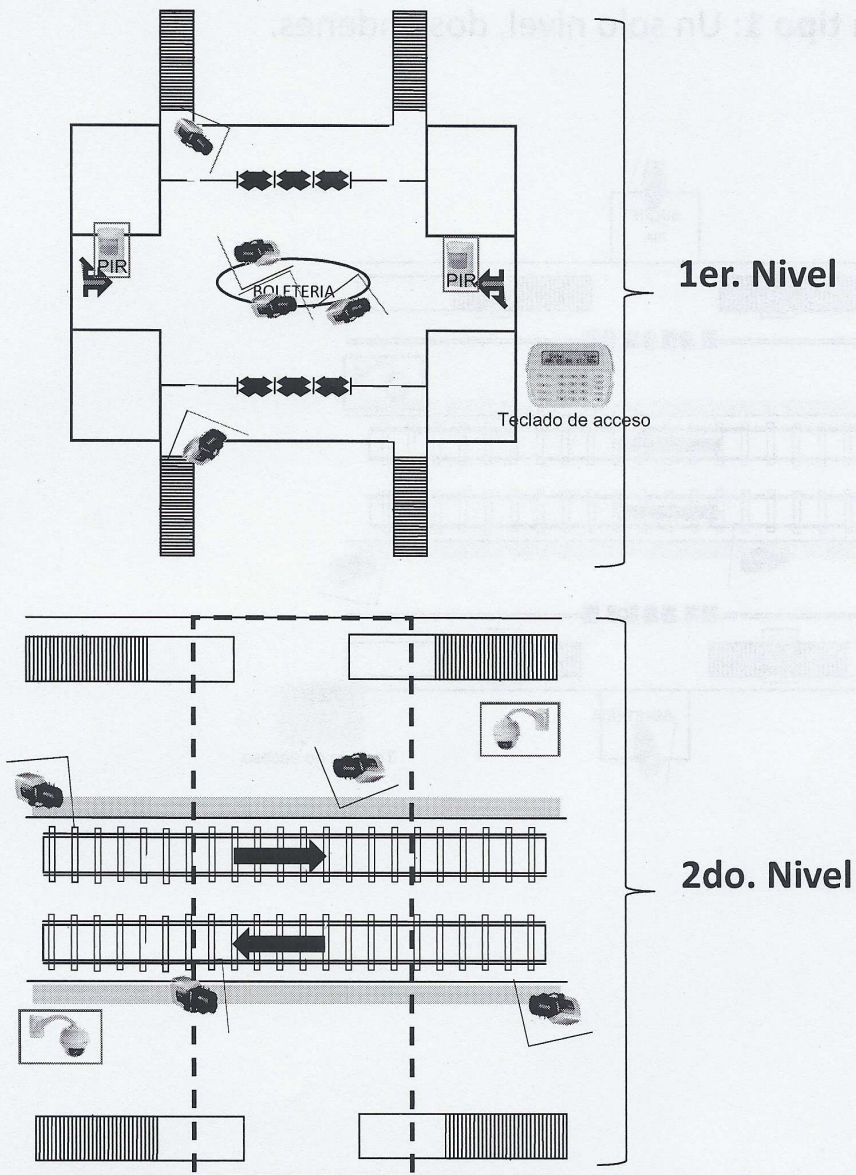 1er. Nivel
PIR
PIR
BOLETERIA
Teclado de acceso
2do. Nivel